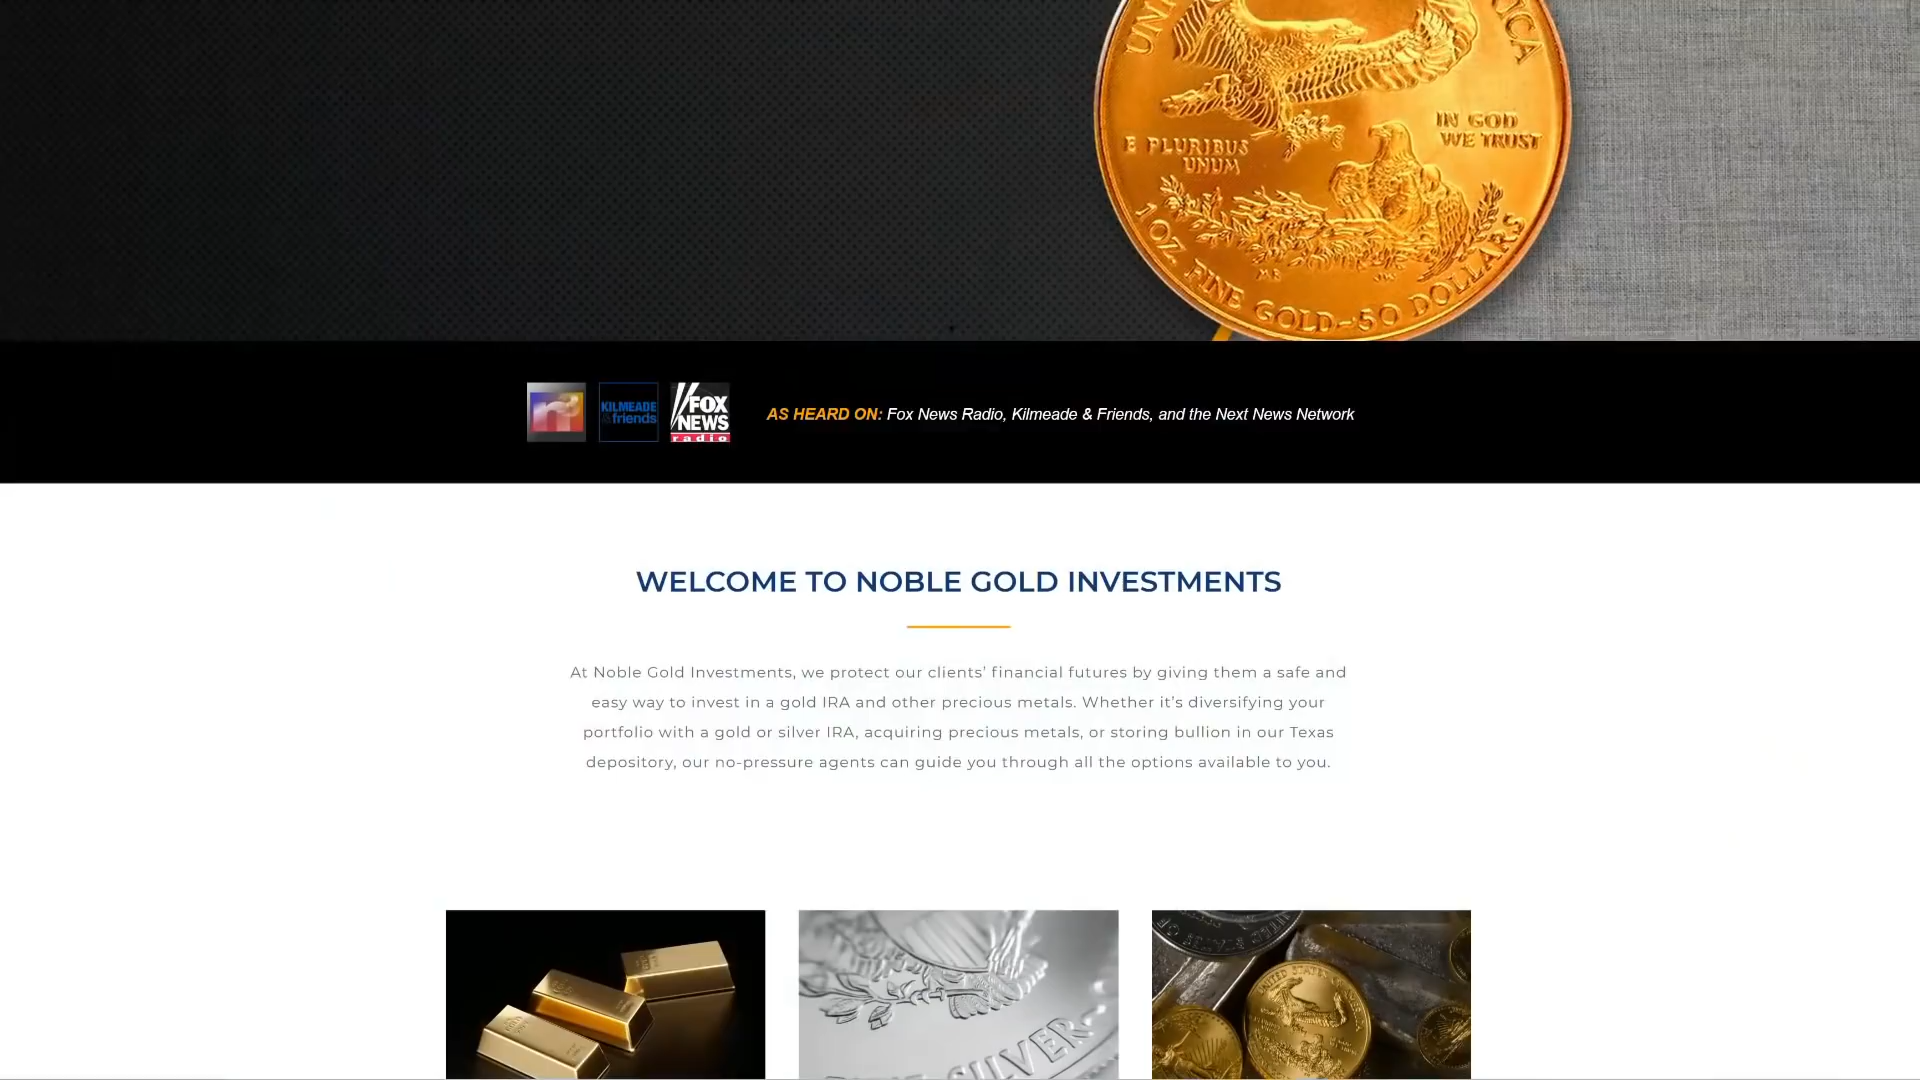 UNI
ICA
IN GOD
WE TRUST
E PLURIBUS
UNUM
1 OZ. FINE GOLD~50 DOLLARS
KILMEADE
&friends
FOX
NEWS
radio
AS HEARD ON: Fox News Radio, Kilmeade & Friends, and the Next News Network
WELCOME TO NOBLE GOLD INVESTMENTS
At Noble Gold Investments, we protect our clients’ financial futures by giving them a safe and
easy way to invest in a gold IRA and other precious metals. Whether it’s diversifying your
portfolio with a gold or silver IRA, acquiring precious metals, or storing bullion in our Texas
depository, our no-pressure agents can guide you through all the options available to you.
SILVER
UNITED STATES